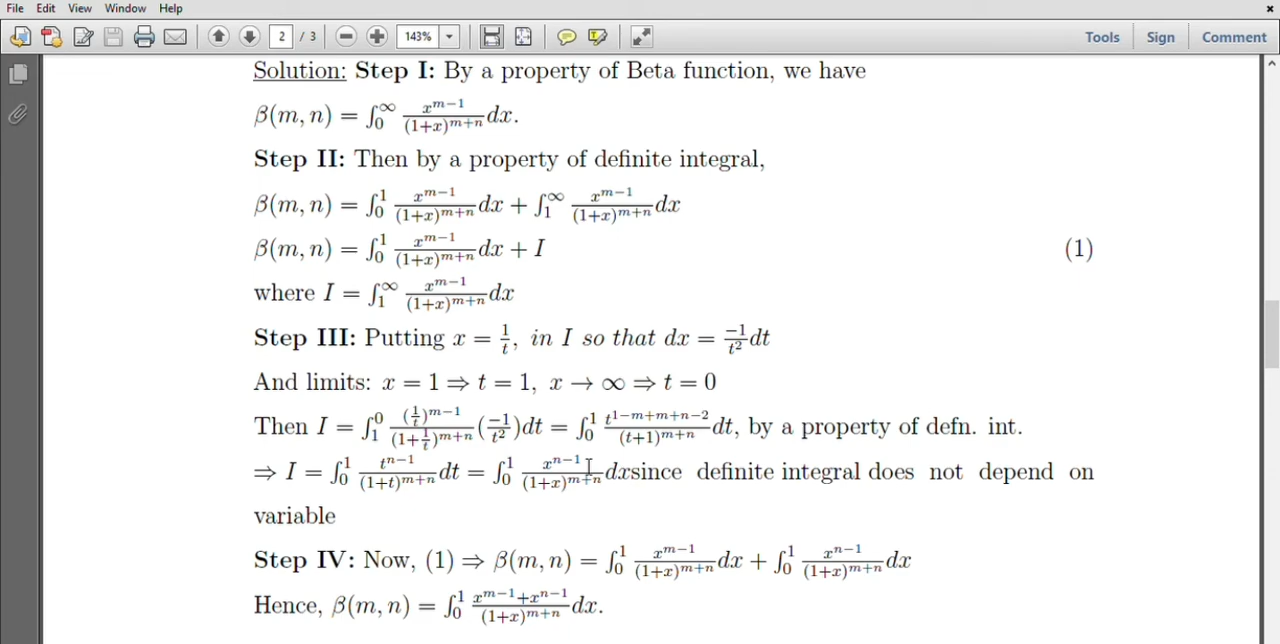 File Edit View Window Help ×
2 / 3 143% Tools Sign Comment
Solution: Step I: By a property of Beta function, we have
β(m, n) = ∫₀^∞ x^{m−1}/(1+x)^{m+n} dx.
Step II: Then by a property of definite integral,
β(m, n) = ∫₀¹ x^{m−1}/(1+x)^{m+n} dx + ∫₁^∞ x^{m−1}/(1+x)^{m+n} dx
β(m, n) = ∫₀¹ x^{m−1}/(1+x)^{m+n} dx + I (1)
where I = ∫₁^∞ x^{m−1}/(1+x)^{m+n} dx
Step III: Putting x = 1/t, in I so that dx = −1/t² dt
And limits: x = 1 ⇒ t = 1, x → ∞ ⇒ t = 0
Then I = ∫₁⁰ (1/t)^{m−1}/(1+1/t)^{m+n} (−1/t²)dt = ∫₀¹ t^{1−m+m+n−2}/(t+1)^{m+n} dt, by a property of defn. int.
⇒ I = ∫₀¹ t^{n−1}/(1+t)^{m+n} dt = ∫₀¹ x^{n−1}/(1+x)^{m+n} dxsince definite integral does not depend on
variable
Step IV: Now, (1) ⇒ β(m, n) = ∫₀¹ x^{m−1}/(1+x)^{m+n} dx + ∫₀¹ x^{n−1}/(1+x)^{m+n} dx
Hence, β(m, n) = ∫₀¹ x^{m−1}+x^{n−1}/(1+x)^{m+n} dx.